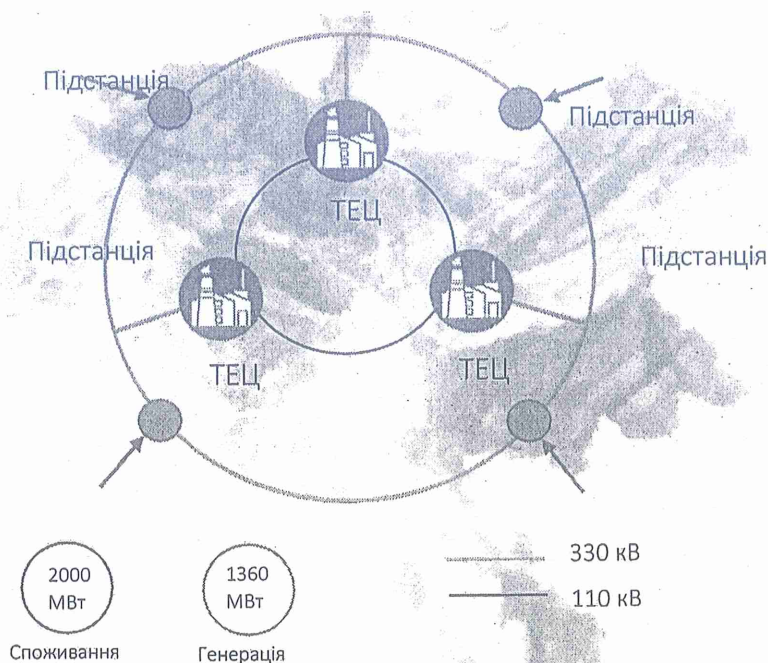 Підстанція
Підстанція
ТЕЦ
Підстанція
Підстанція
ТЕЦ
ТЕЦ
330 кВ
2000
МВт
1360
МВт
110 кВ
Споживання
Генерація